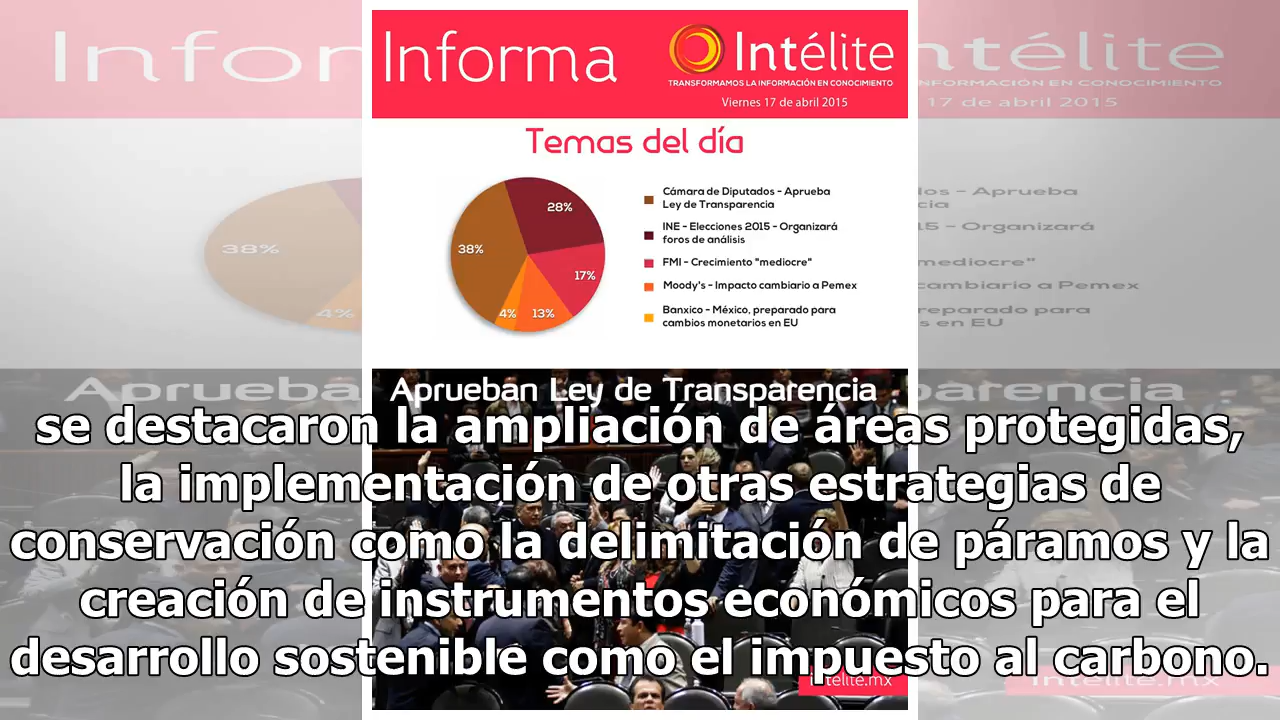 Informa
Intélite
TRANSFORMAMOS LA INFORMACIÓN EN CONOCIMIENTO
Viernes 17 de abril 2015
Temas del día
28%
38%
17%
4%
13%
Cámara de Diputados - Aprueba
Ley de Transparencia
INE - Elecciones 2015 - Organizará
foros de análisis
FMI - Crecimiento "mediocre"
Moody's - Impacto cambiario a Pemex
Banxico - México, preparado para
cambios monetarios en EU
Aprueban Ley de Transparencia
se destacaron la ampliación de áreas protegidas,
la implementación de otras estrategias de
conservación como la delimitación de páramos y la
creación de instrumentos económicos para el
desarrollo sostenible como el impuesto al carbono.
intelite.mx